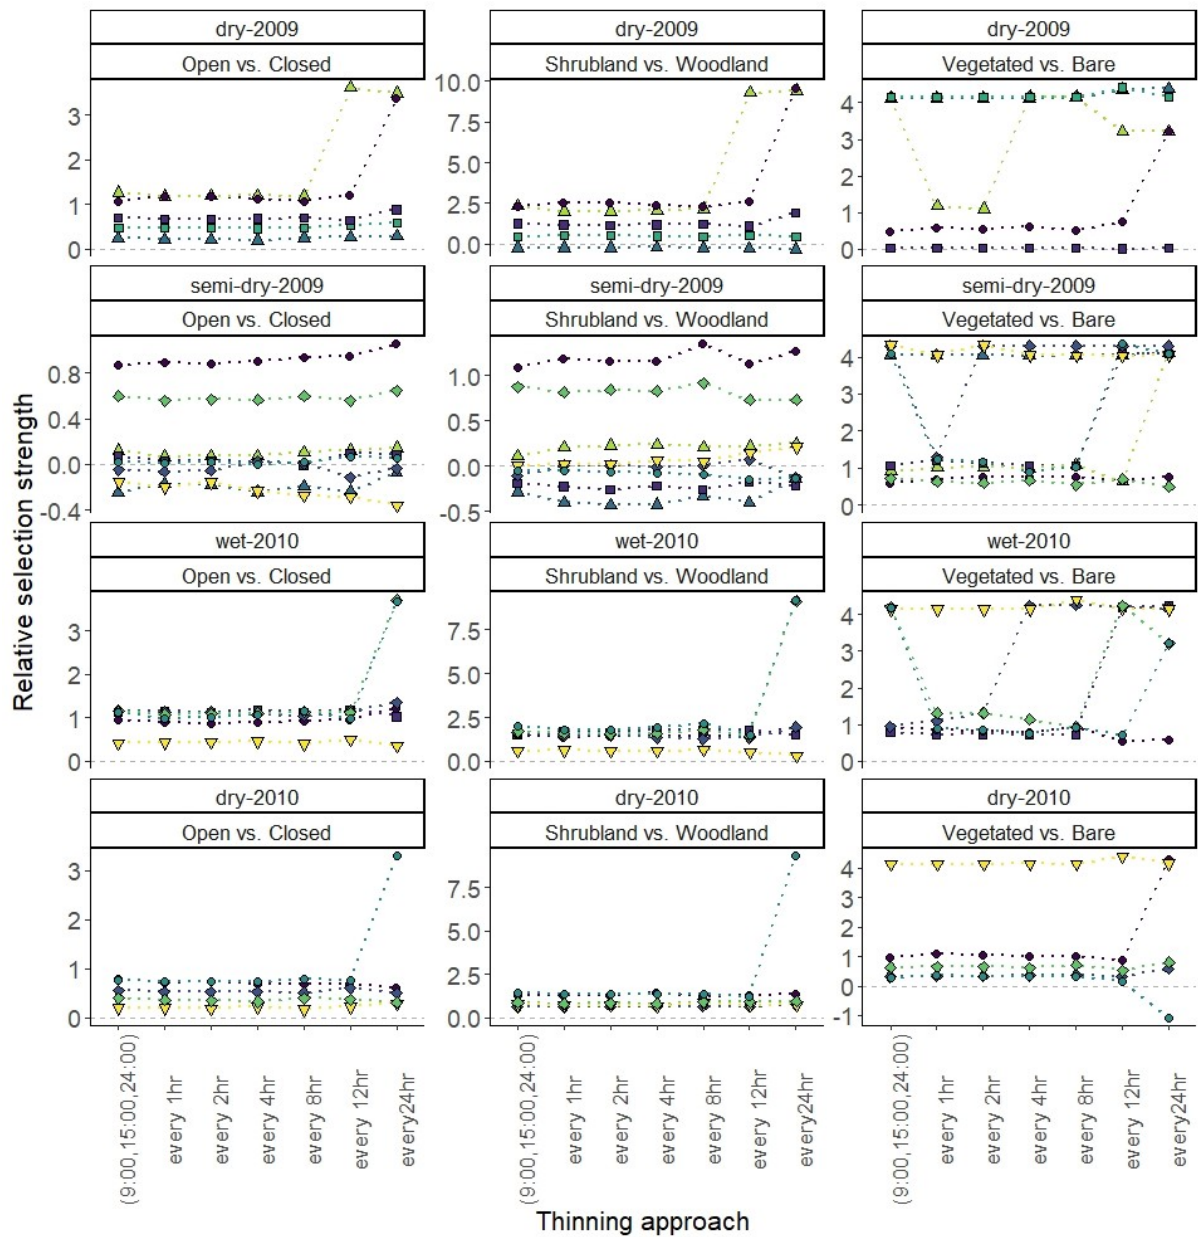 dry-2009
dry-2009
dry-2009
Open vs. Closed
Shrubland vs. Woodland
Vegetated vs. Bare
3
2
1
0
10.0
7.5
5.0
2.5
0.0
4
3
2
1
0
semi-dry-2009
semi-dry-2009
semi-dry-2009
Open vs. Closed
Shrubland vs. Woodland
Vegetated vs. Bare
0.8
0.4
0.0
-0.4
1.0
0.5
0.0
-0.5
4
3
2
1
0
Relative selection strength
wet-2010
wet-2010
wet-2010
Open vs. Closed
Shrubland vs. Woodland
Vegetated vs. Bare
3
2
1
0
7.5
5.0
2.5
0.0
4
3
2
1
0
dry-2010
dry-2010
dry-2010
Open vs. Closed
Shrubland vs. Woodland
Vegetated vs. Bare
3
2
1
0
7.5
5.0
2.5
0.0
4
3
2
1
0
-1
(9:00,15:00,24:00)
every 1hr
every 2hr
every 4hr
every 8hr
every 12hr
every24hr
(9:00,15:00,24:00)
every 1hr
every 2hr
every 4hr
every 8hr
every 12hr
every24hr
(9:00,15:00,24:00)
every 1hr
every 2hr
every 4hr
every 8hr
every 12hr
every24hr
Thinning approach